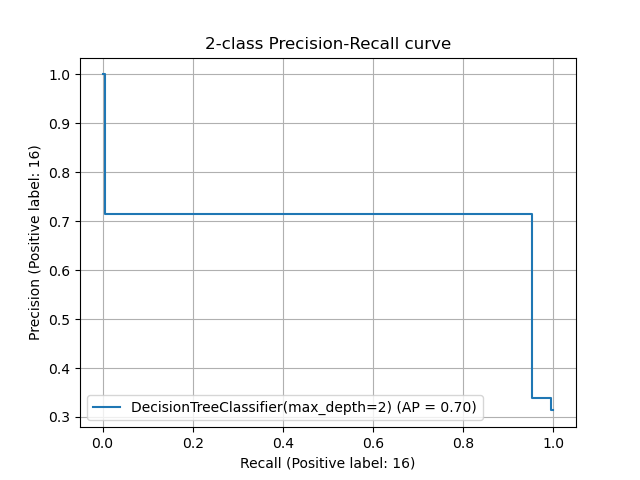 2-class Precision-Recall curve
1.0
0.9
0.8
0.7
0.6
0.5
0.4
0.3
Precision (Positive label: 16)
DecisionTreeClassifier(max_depth=2) (AP = 0.70)
0.0 0.2 0.4 0.6 0.8 1.0
Recall (Positive label: 16)